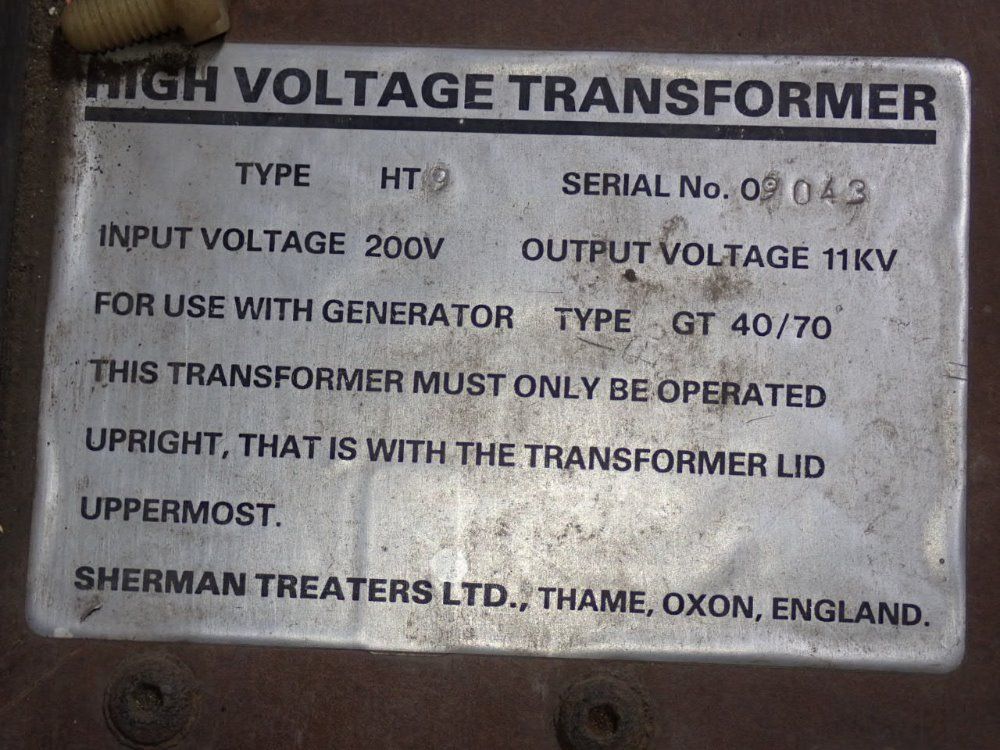 HIGH VOLTAGE TRANSFORMER
TYPE HT9 SERIAL No. 09043
INPUT VOLTAGE 200V OUTPUT VOLTAGE 11KV
FOR USE WITH GENERATOR TYPE GT 40/70
THIS TRANSFORMER MUST ONLY BE OPERATED
UPRIGHT, THAT IS WITH THE TRANSFORMER LID
UPPERMOST.
SHERMAN TREATERS LTD., THAME, OXON, ENGLAND.